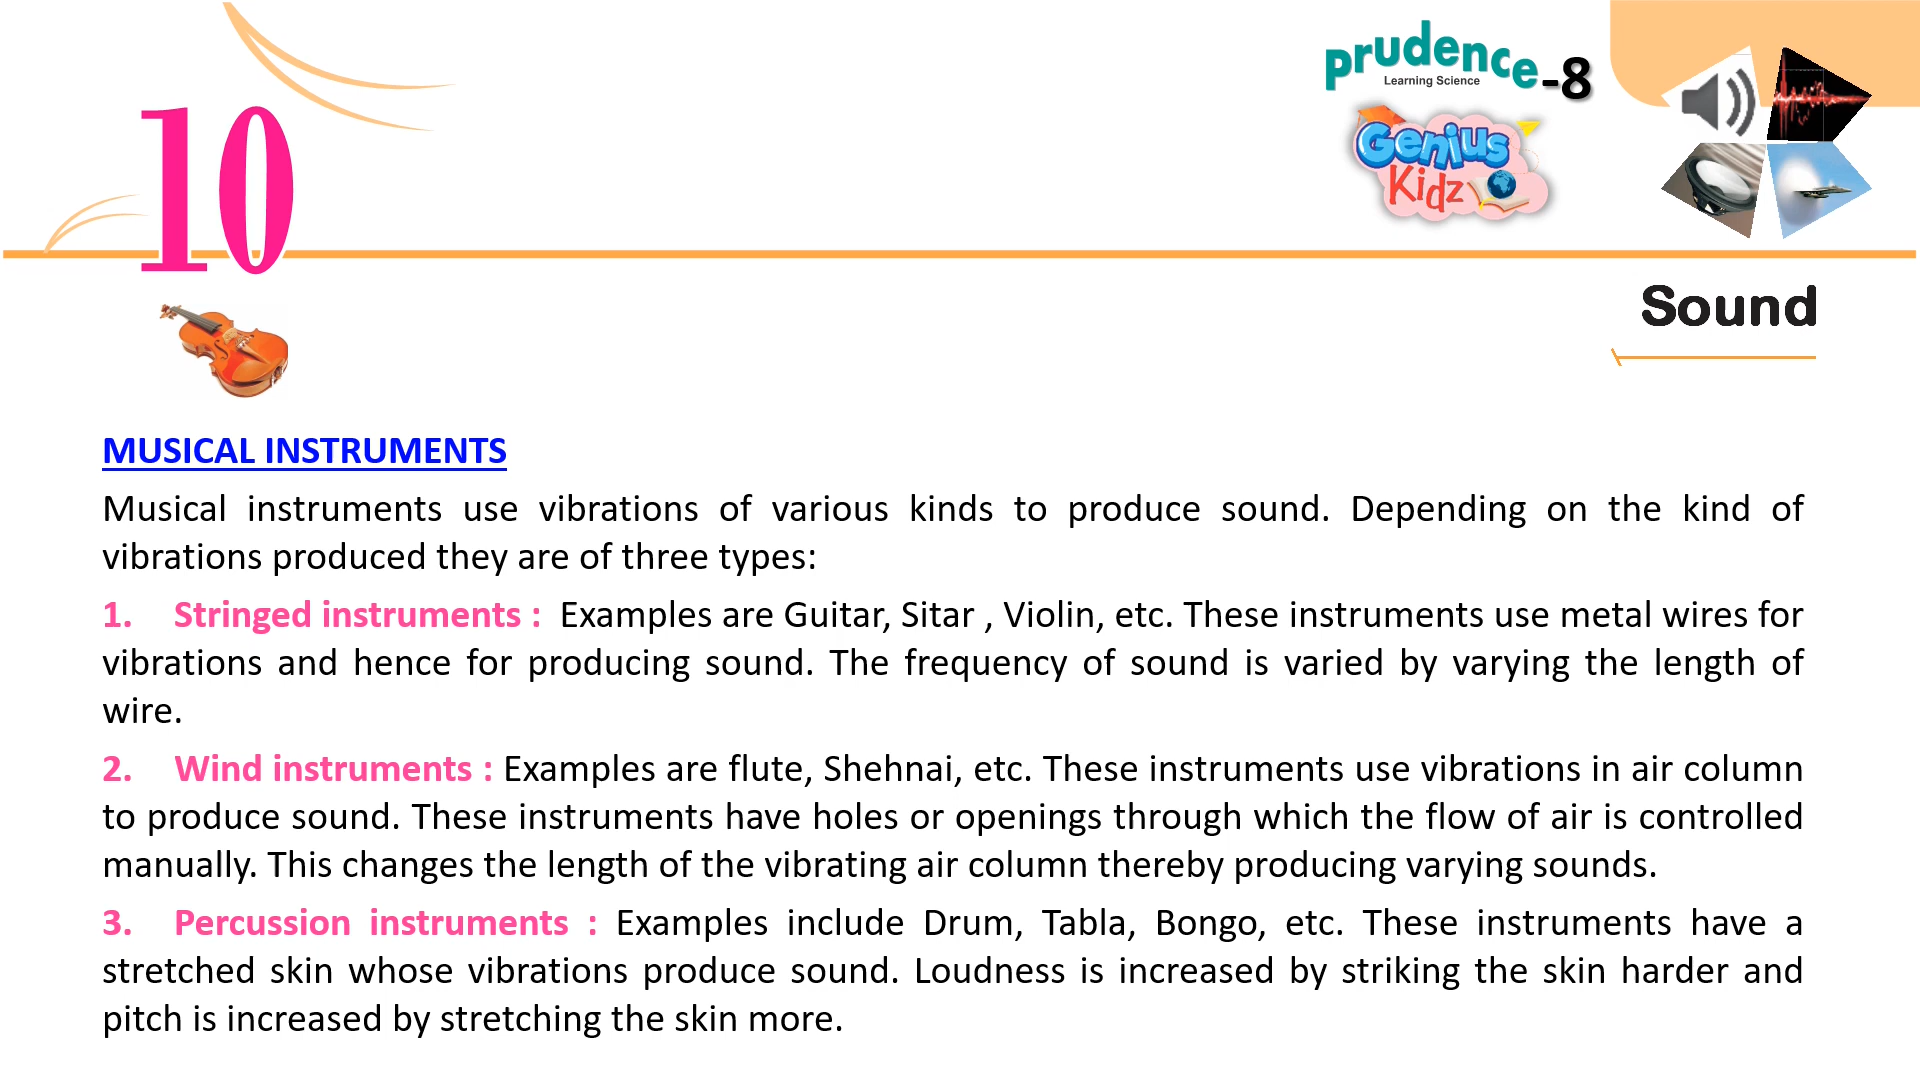 10
prudence-8
Learning Science
Genius
Kidz
Sound
MUSICAL INSTRUMENTS
Musical instruments use vibrations of various kinds to produce sound. Depending on the kind of
vibrations produced they are of three types:
1. Stringed instruments : Examples are Guitar, Sitar , Violin, etc. These instruments use metal wires for
vibrations and hence for producing sound. The frequency of sound is varied by varying the length of
wire.
2. Wind instruments : Examples are flute, Shehnai, etc. These instruments use vibrations in air column
to produce sound. These instruments have holes or openings through which the flow of air is controlled
manually. This changes the length of the vibrating air column thereby producing varying sounds.
3. Percussion instruments : Examples include Drum, Tabla, Bongo, etc. These instruments have a
stretched skin whose vibrations produce sound. Loudness is increased by striking the skin harder and
pitch is increased by stretching the skin more.